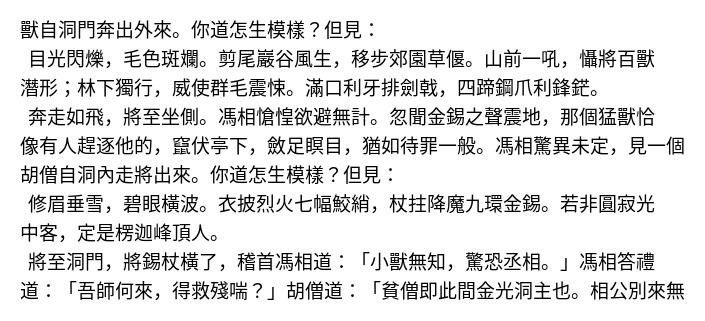 獸自洞門奔出外來。你道怎生模樣？但見：
目光閃爍，毛色斑斕。剪尾巖谷風生，移步郊園草偃。山前一吼，懾將百獸
潛形；林下獨行，威使群毛震悚。滿口利牙排劍戟，四蹄鋼爪利鋒鋩。
奔走如飛，將至坐側。馮相愴惶欲避無計。忽聞金錫之聲震地，那個猛獸恰
像有人趕逐他的，竄伏亭下，斂足瞑目，猶如待罪一般。馮相驚異未定，見一個
胡僧自洞內走將出來。你道怎生模樣？但見：
修眉垂雪，碧眼橫波。衣披烈火七幅鮫綃，杖拄降魔九環金錫。若非圓寂光
中客，定是楞迦峰頂人。
將至洞門，將錫杖橫了，稽首馮相道：「小獸無知，驚恐丞相。」馮相答禮
道：「吾師何來，得救殘喘？」胡僧道：「貧僧即此間金光洞主也。相公別來無